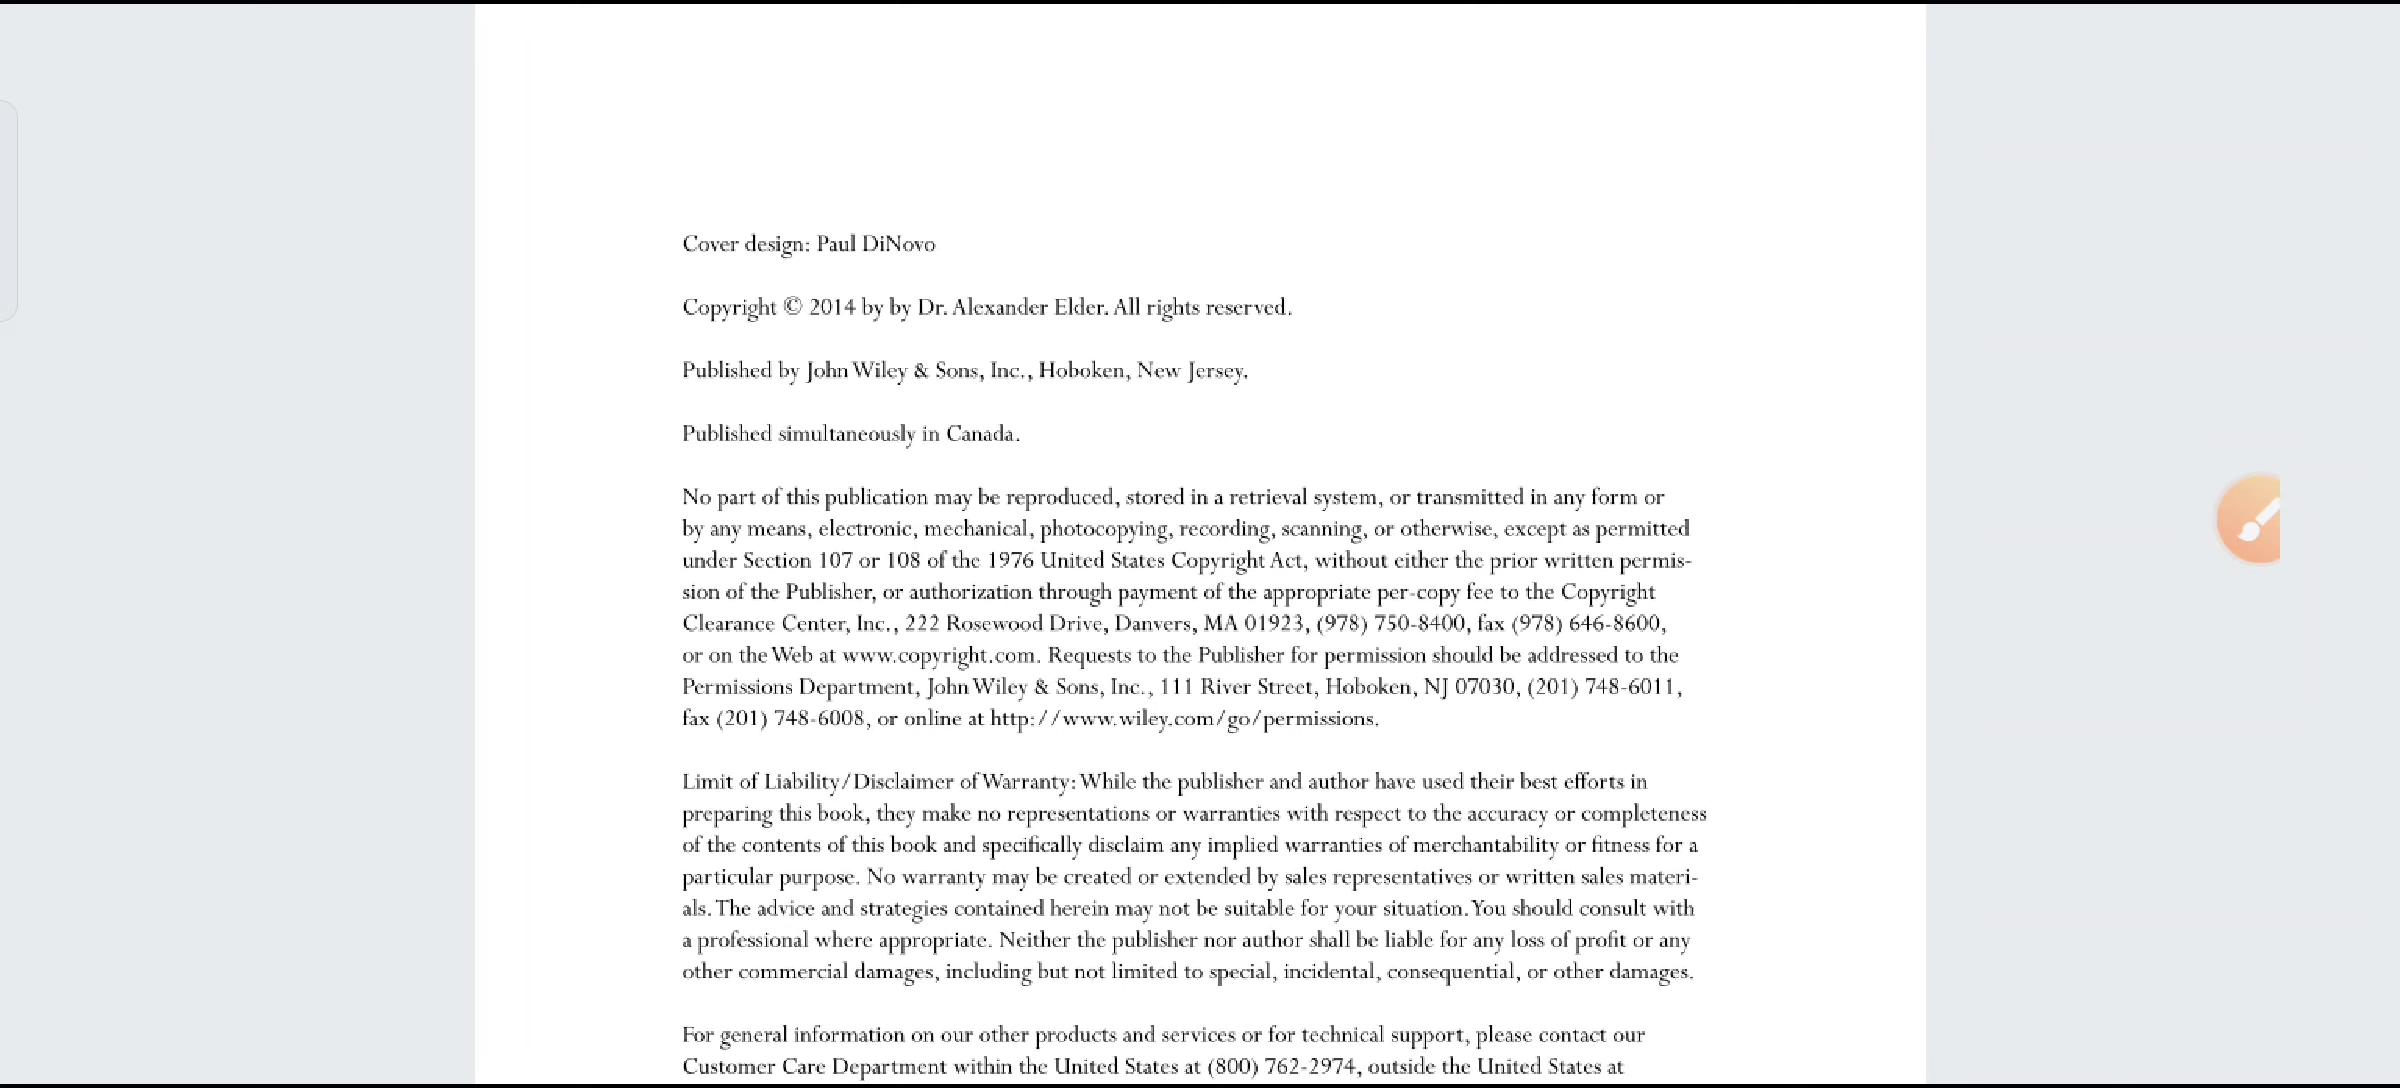 Cover design: Paul DiNovo
Copyright © 2014 by by Dr. Alexander Elder. All rights reserved.
Published by John Wiley & Sons, Inc., Hoboken, New Jersey.
Published simultaneously in Canada.
No part of this publication may be reproduced, stored in a retrieval system, or transmitted in any form or
by any means, electronic, mechanical, photocopying, recording, scanning, or otherwise, except as permitted
under Section 107 or 108 of the 1976 United States Copyright Act, without either the prior written permis-
sion of the Publisher, or authorization through payment of the appropriate per-copy fee to the Copyright
Clearance Center, Inc., 222 Rosewood Drive, Danvers, MA 01923, (978) 750-8400, fax (978) 646-8600,
or on the Web at www.copyright.com. Requests to the Publisher for permission should be addressed to the
Permissions Department, John Wiley & Sons, Inc., 111 River Street, Hoboken, NJ 07030, (201) 748-6011,
fax (201) 748-6008, or online at http://www.wiley.com/go/permissions.
Limit of Liability/Disclaimer of Warranty: While the publisher and author have used their best efforts in
preparing this book, they make no representations or warranties with respect to the accuracy or completeness
of the contents of this book and specifically disclaim any implied warranties of merchantability or fitness for a
particular purpose. No warranty may be created or extended by sales representatives or written sales materi-
als. The advice and strategies contained herein may not be suitable for your situation. You should consult with
a professional where appropriate. Neither the publisher nor author shall be liable for any loss of profit or any
other commercial damages, including but not limited to special, incidental, consequential, or other damages.
For general information on our other products and services or for technical support, please contact our
Customer Care Department within the United States at (800) 762-2974, outside the United States at